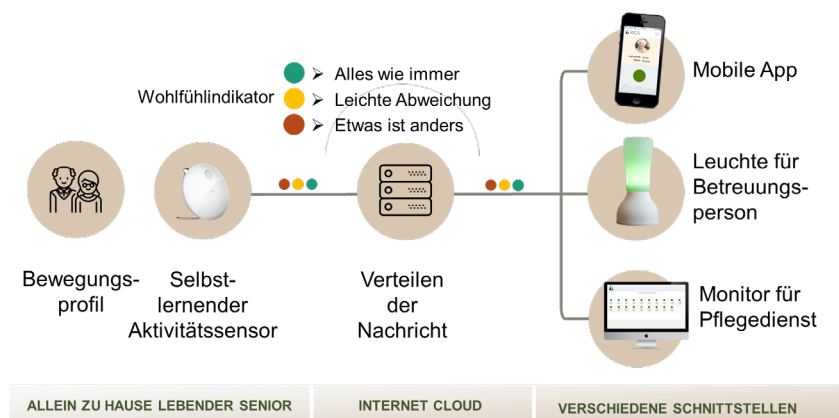 Wohlfühlindikator
➢ Alles wie immer
➢ Leichte Abweichung
➢ Etwas ist anders
Mobile App
Leuchte für
Betreuungs-
person
Monitor für
Pflegedienst
Bewegungs-
profil
Selbst-
lernender
Aktivitätssensor
Verteilen
der
Nachricht
ALLEIN ZU HAUSE LEBENDER SENIOR
INTERNET CLOUD
VERSCHIEDENE SCHNITTSTELLEN